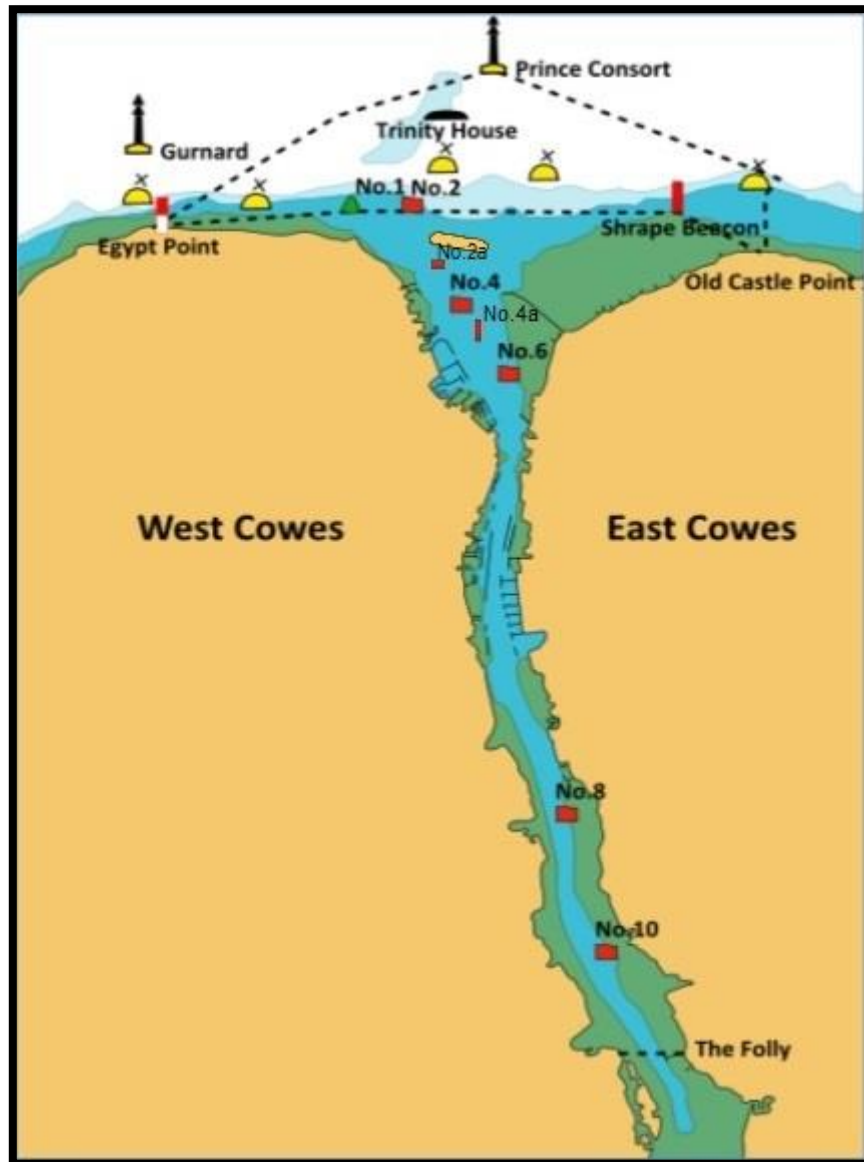 Prince Consort
Trinity House
Gurnard
No.1 No.2
Egypt Point
Shrape Beacon
No.2a
No.4
Old Castle Point
No.4a
No.6
West Cowes
East Cowes
No.8
No.10
The Folly